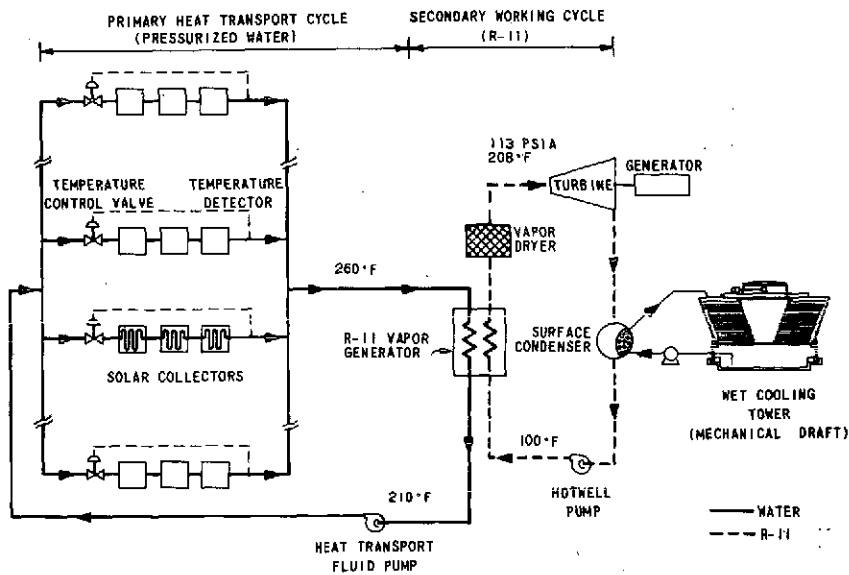 PRIMARY HEAT TRANSPORT CYCLE
(PRESSURIZED WATER)
SECONDARY WORKING CYCLE
(R-11)
TEMPERATURE
CONTROL VALVE
TEMPERATURE
DETECTOR
SOLAR COLLECTORS
260°F
R-11 VAPOR
GENERATOR
210°F
HEAT TRANSPORT
FLUID PUMP
113 PSIA
208°F
TURBINE
GENERATOR
VAPOR
DRYER
SURFACE
CONDENSER
100°F
HOTWELL
PUMP
WET COOLING
TOWER
(MECHANICAL DRAFT)
WATER
R-11